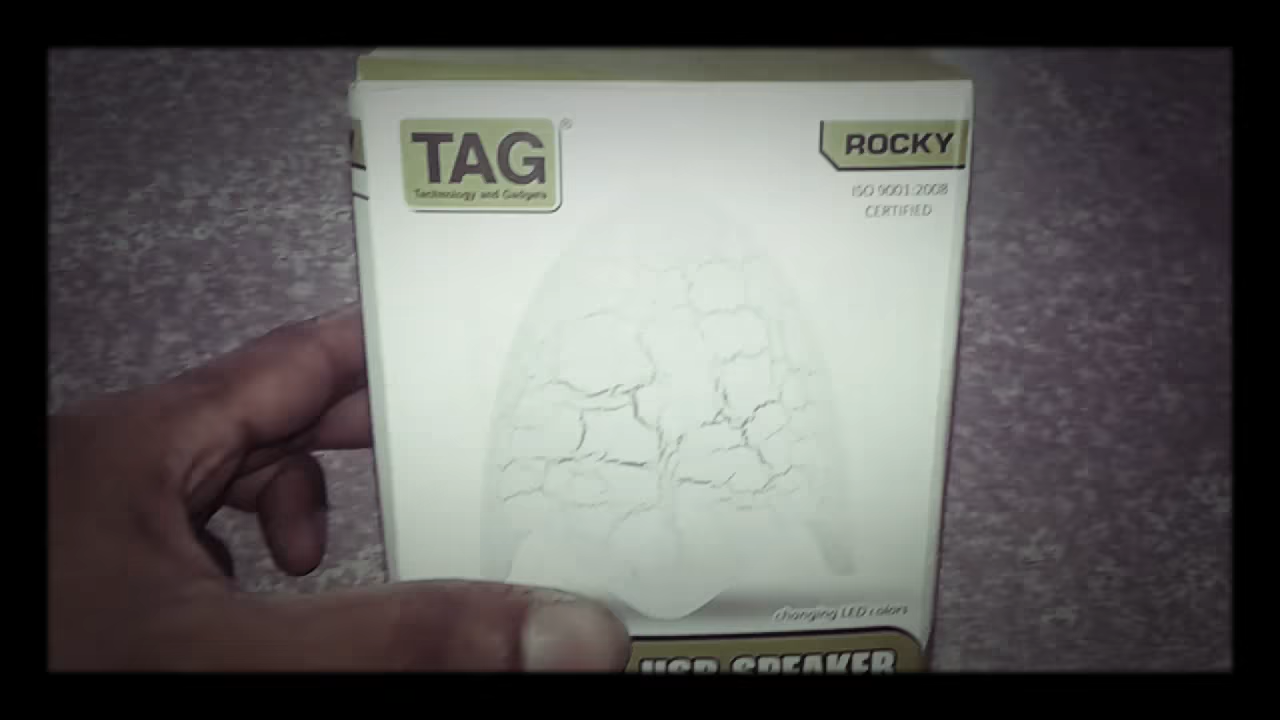 TAG
®
Technology and Gadgets
ROCKY
ISO 9001:2008
CERTIFIED
changing LED colors
USB SPEAKER